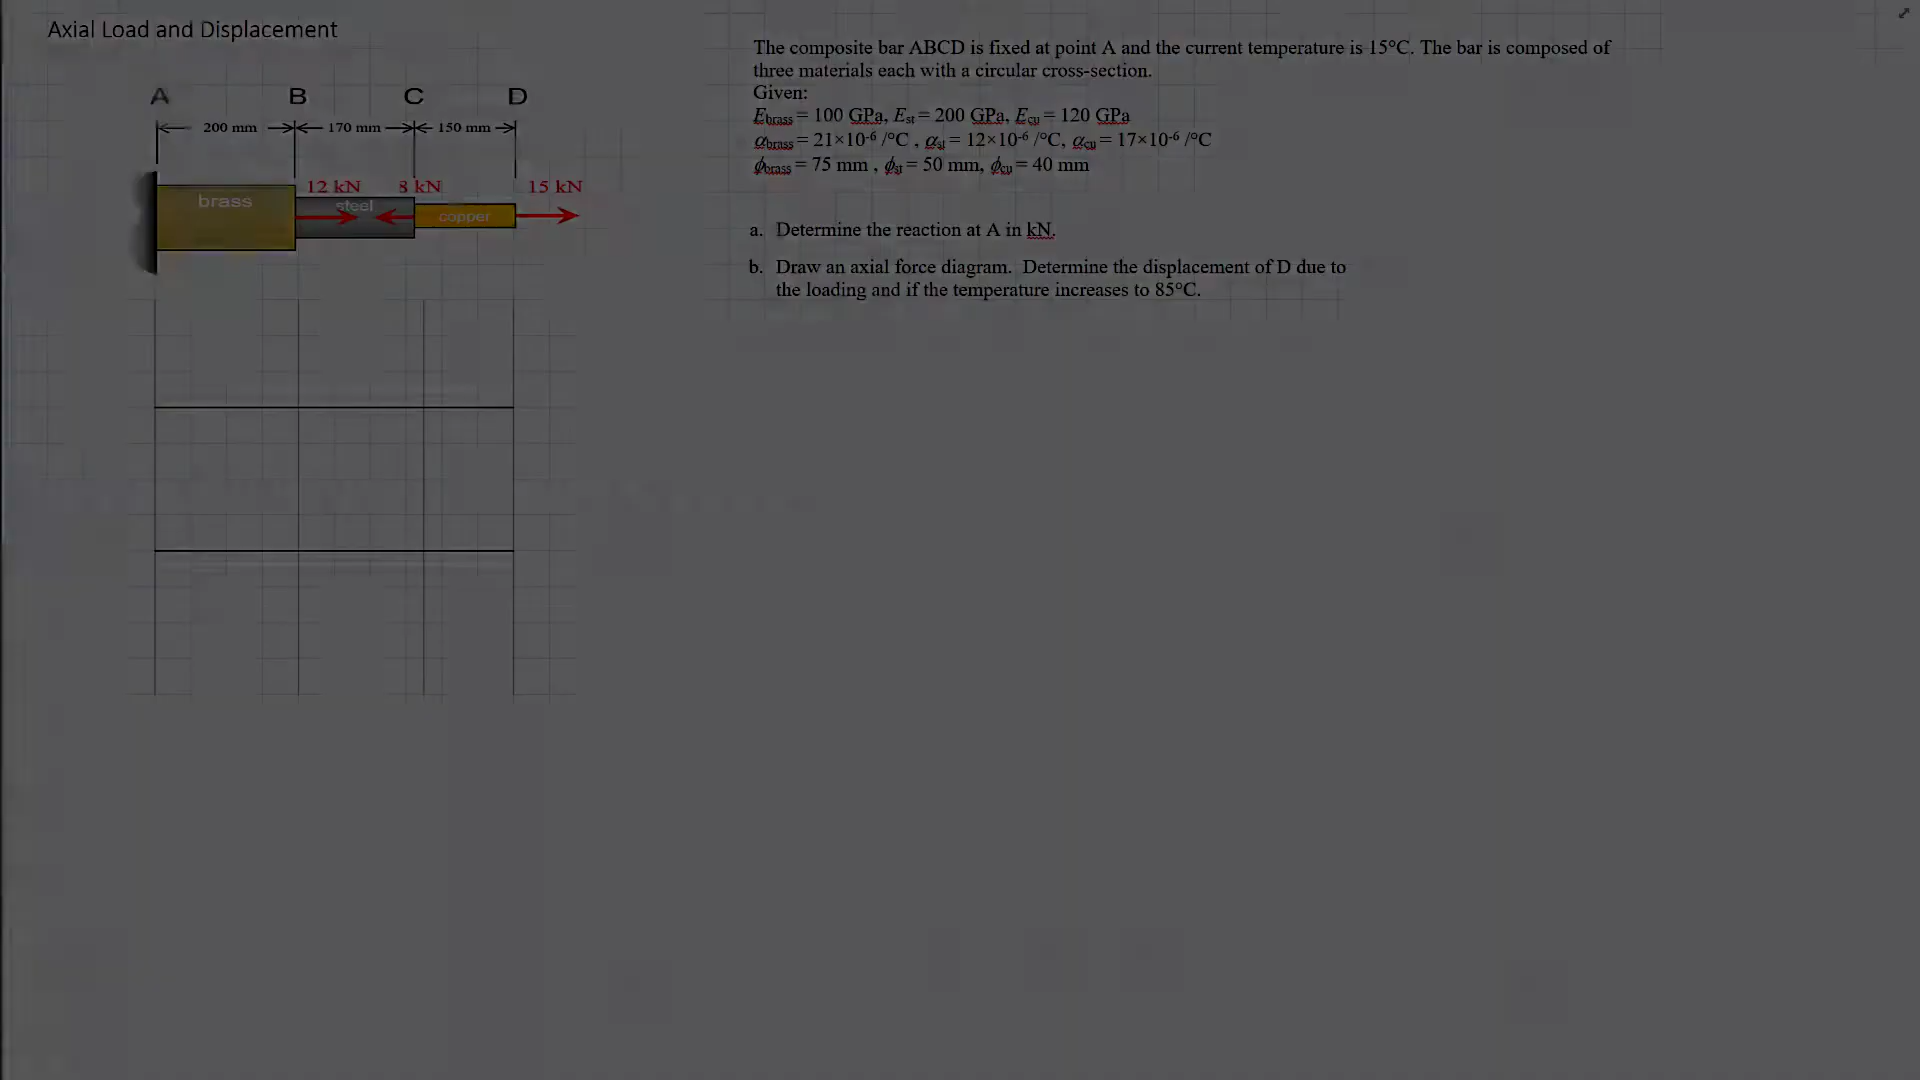 Axial Load and Displacement
A B C D
200 mm 170 mm 150 mm
12 kN 8 kN 15 kN
brass steel copper
The composite bar ABCD is fixed at point A and the current temperature is 15°C. The bar is composed of
three materials each with a circular cross-section.
Given:
Ebrass = 100 GPa, Est = 200 GPa, Ecu = 120 GPa
αbrass = 21×10-6 /°C , αst = 12×10-6 /°C, αcu = 17×10-6 /°C
ϕbrass = 75 mm , ϕst = 50 mm, ϕcu = 40 mm
a. Determine the reaction at A in kN.
b. Draw an axial force diagram. Determine the displacement of D due to
the loading and if the temperature increases to 85°C.